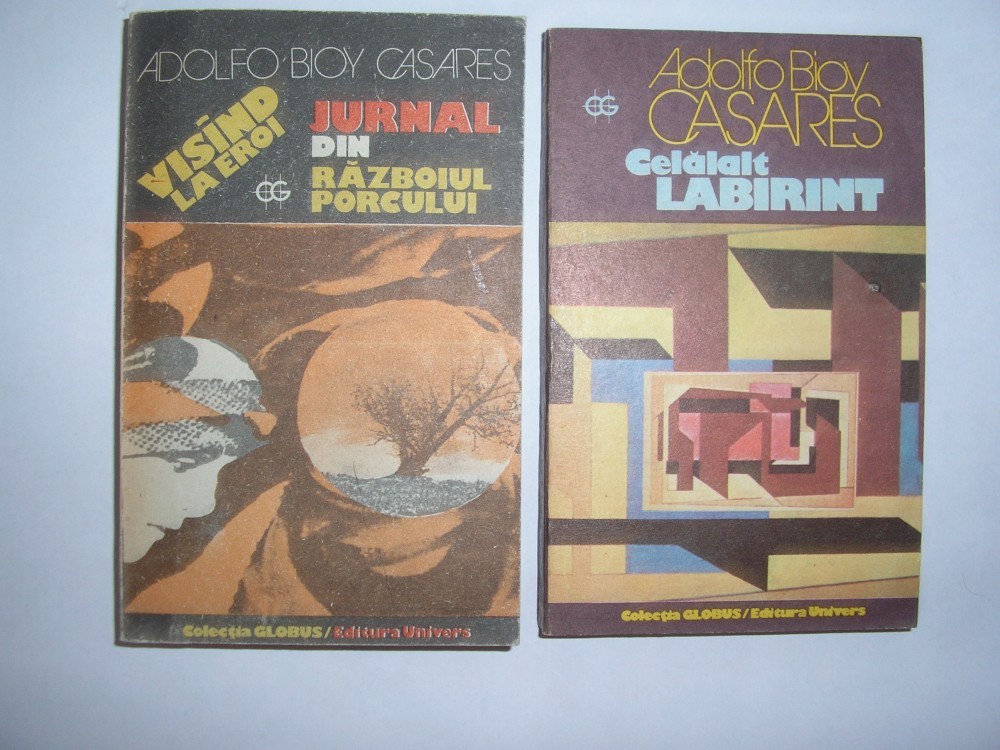 ADOLFO BIOY CASARES
VISÎND
LA EROI
JURNAL
DIN
RĂZBOIUL
PORCULUI
CG
Colecția GLOBUS/Editura Univers
Adolfo Bioy
CASARES
CG
Celălalt
LABIRINT
Colecția GLOBUS/Editura Univers